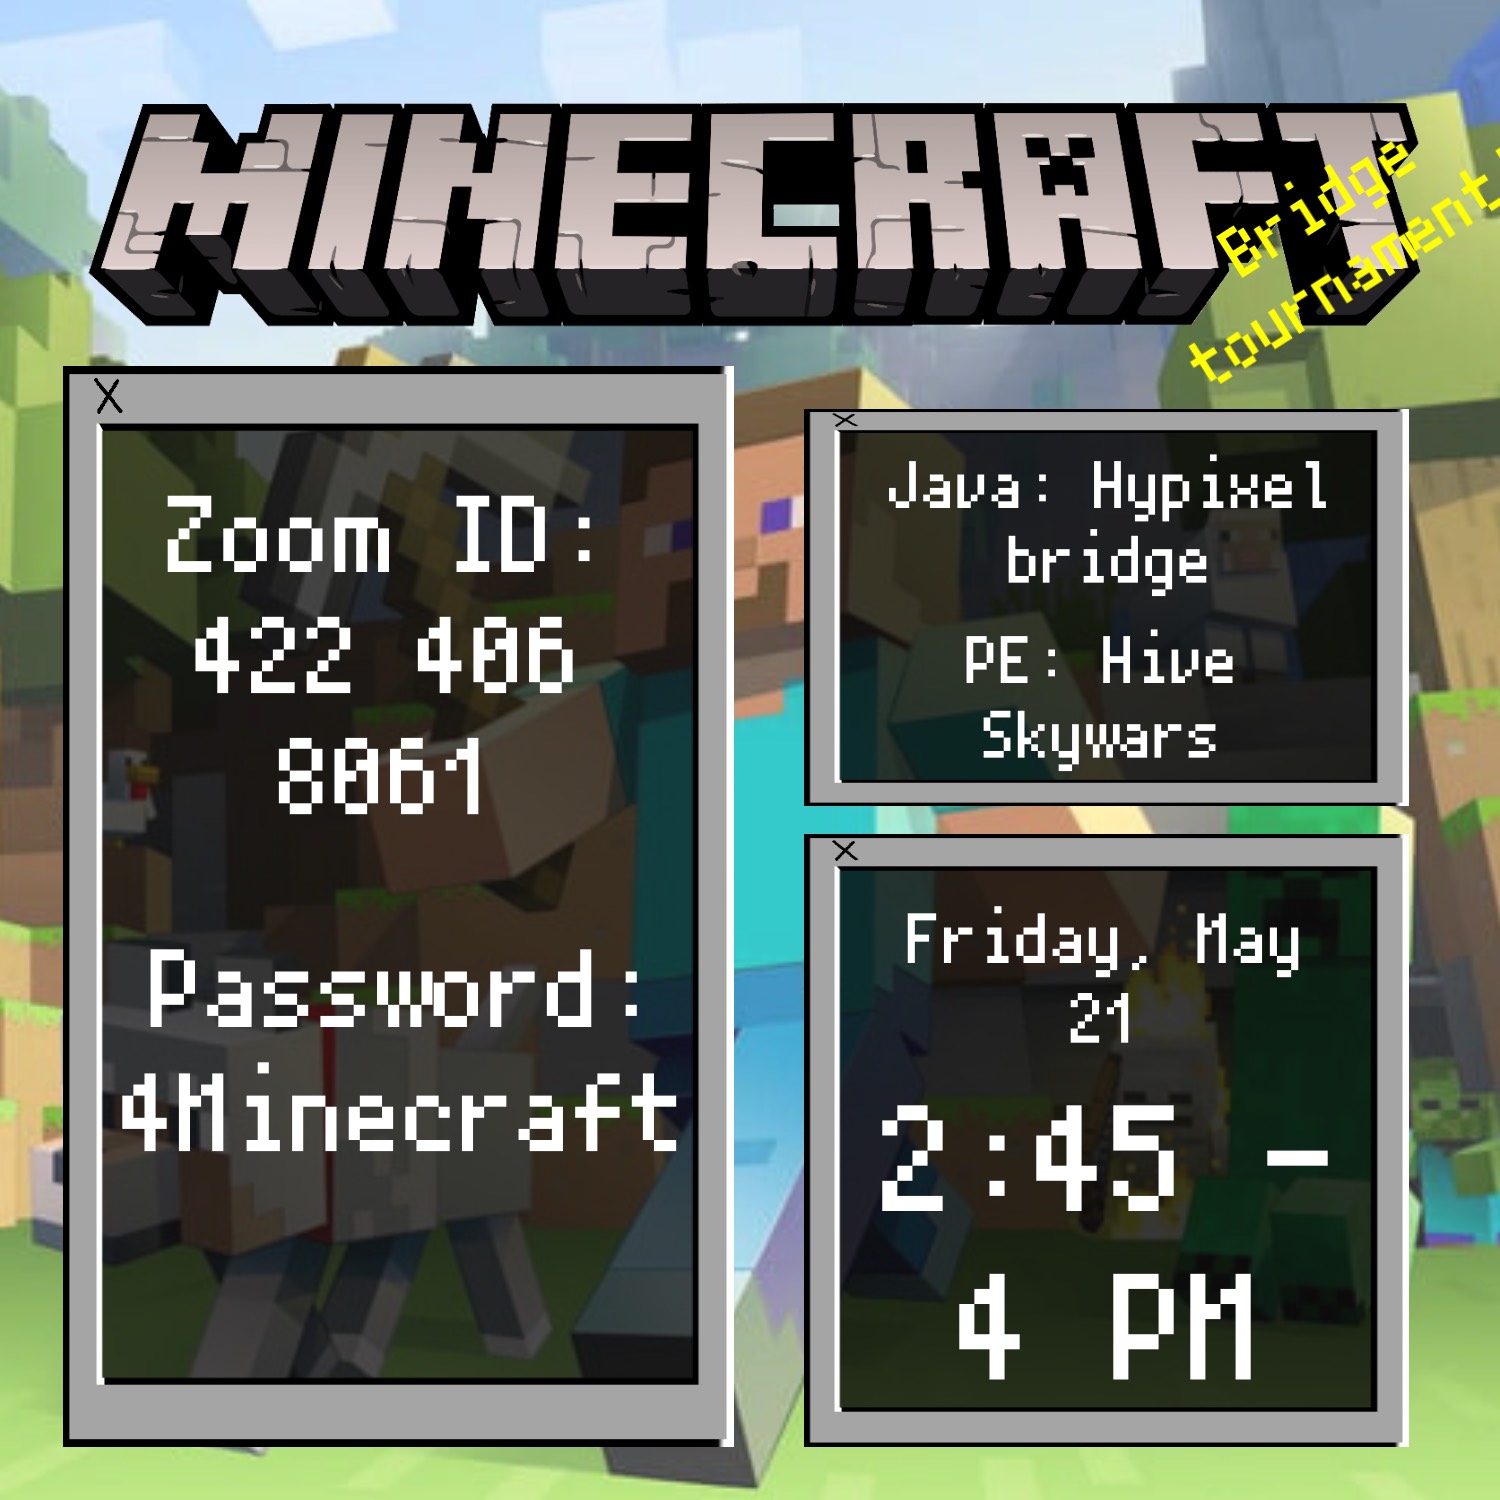 MINECRAFT
Bridge
tournament
X
Zoom ID:
422 406
8061
Password:
4Minecraft
X
Java: Hypixel
bridge
PE: Hive
Skywars
X
Friday, May
21
2:45 -
4 PM